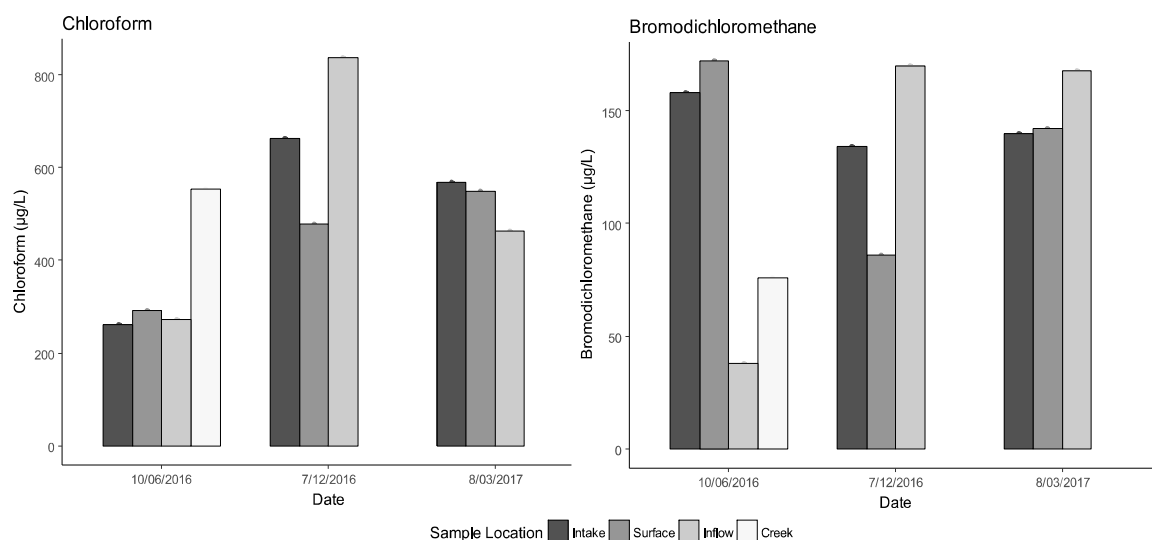 Chloroform
Chloroform (µg/L)
800
600
400
200
0
10/06/2016 7/12/2016 8/03/2017
Date
Bromodichloromethane
Bromodichloromethane (µg/L)
150
100
50
0
10/06/2016 7/12/2016 8/03/2017
Date
Sample Location Intake Surface Inflow Creek